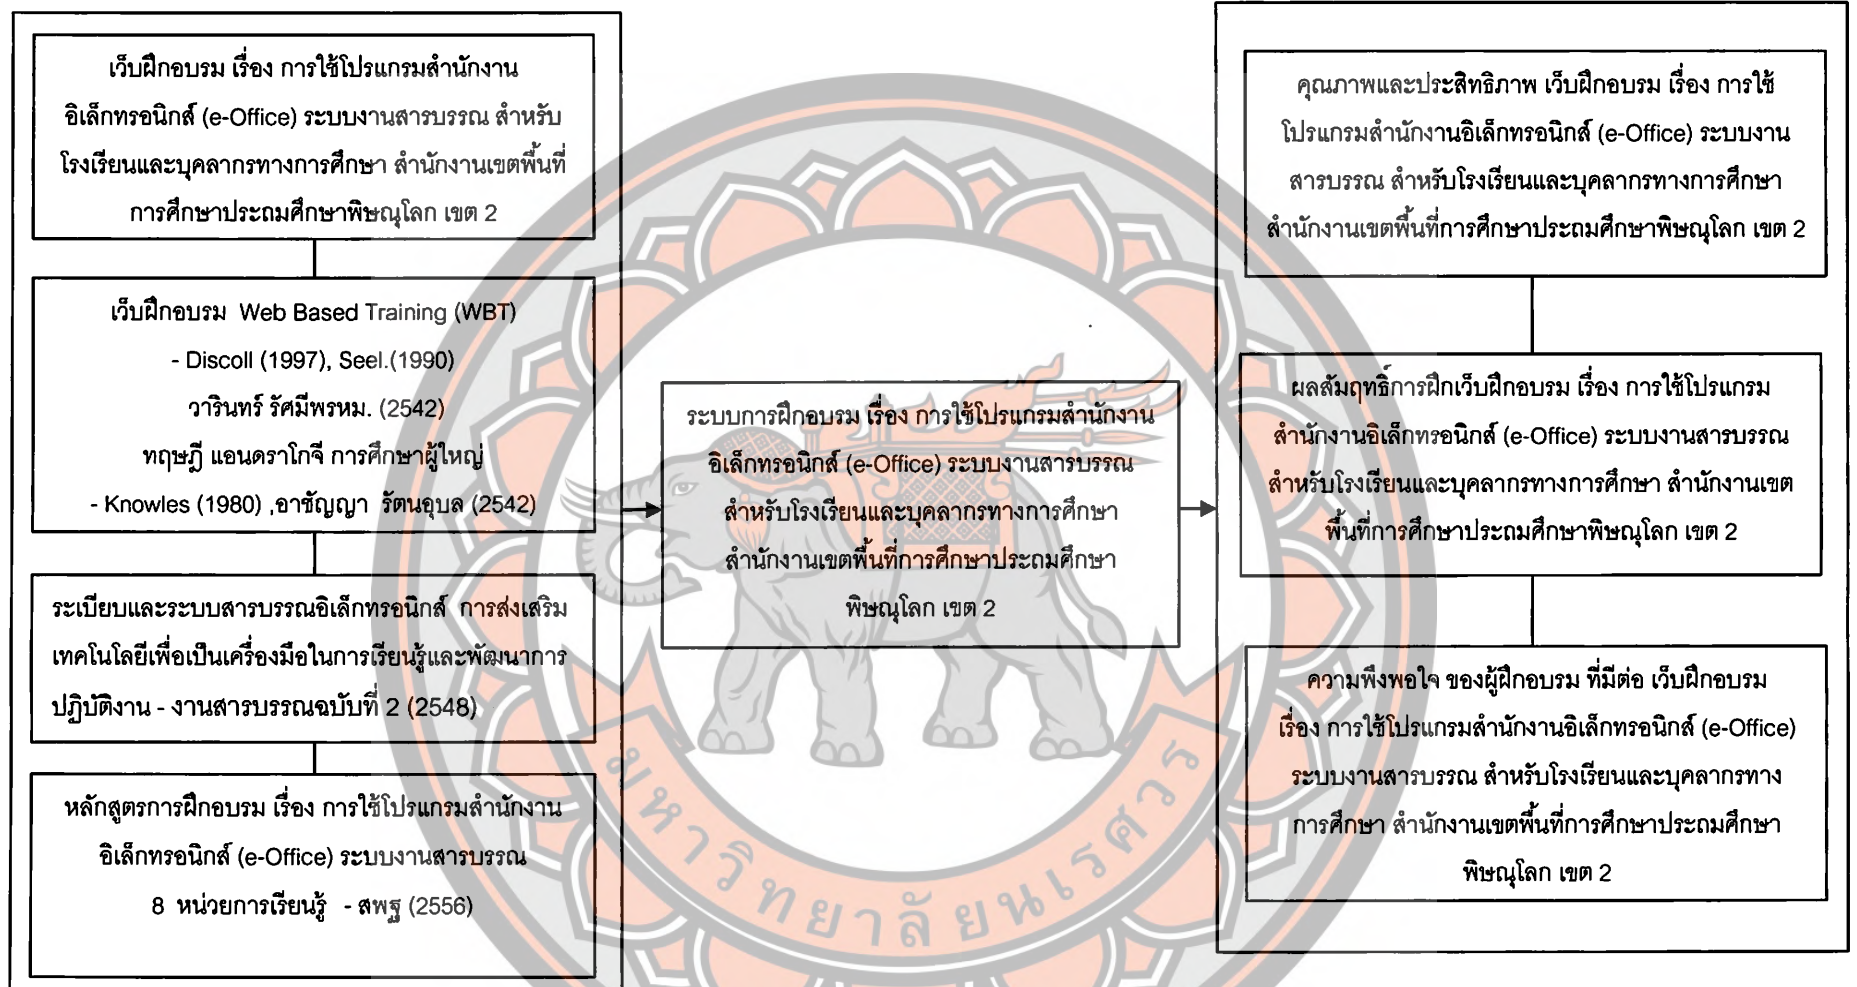 เว็บฝึกอบรม เรื่อง การใช้โปรแกรมสำนักงาน
อิเล็กทรอนิกส์ (e-Office) ระบบงานสารบรรณ สำหรับ
โรงเรียนและบุคลากรทางการศึกษา สำนักงานเขตพื้นที่
การศึกษาประถมศึกษาพิษณุโลก เขต 2
เว็บฝึกอบรม Web Based Training (WBT)
- Discoll (1997), Seel.(1990)
วารินทร์ รัศมีพรหม. (2542)
ทฤษฎี แอนดราโกจี การศึกษาผู้ใหญ่
- Knowles (1980) ,อาชัญญา รัตนอุบล (2542)
ระเบียบและระบบสารบรรณอิเล็กทรอนิกส์ การส่งเสริม
เทคโนโลยีเพื่อเป็นเครื่องมือในการเรียนรู้และพัฒนาการ
ปฏิบัติงาน - งานสารบรรณฉบับที่ 2 (2548)
หลักสูตรการฝึกอบรม เรื่อง การใช้โปรแกรมสำนักงาน
อิเล็กทรอนิกส์ (e-Office) ระบบงานสารบรรณ
8 หน่วยการเรียนรู้ - สพฐ (2556)
ระบบการฝึกอบรม เรื่อง การใช้โปรแกรมสำนักงาน
อิเล็กทรอนิกส์ (e-Office) ระบบงานสารบรรณ
สำหรับโรงเรียนและบุคลากรทางการศึกษา
สำนักงานเขตพื้นที่การศึกษาประถมศึกษา
พิษณุโลก เขต 2
คุณภาพและประสิทธิภาพ เว็บฝึกอบรม เรื่อง การใช้
โปรแกรมสำนักงานอิเล็กทรอนิกส์ (e-Office) ระบบงาน
สารบรรณ สำหรับโรงเรียนและบุคลากรทางการศึกษา
สำนักงานเขตพื้นที่การศึกษาประถมศึกษาพิษณุโลก เขต 2
ผลสัมฤทธิ์การฝึกเว็บฝึกอบรม เรื่อง การใช้โปรแกรม
สำนักงานอิเล็กทรอนิกส์ (e-Office) ระบบงานสารบรรณ
สำหรับโรงเรียนและบุคลากรทางการศึกษา สำนักงานเขต
พื้นที่การศึกษาประถมศึกษาพิษณุโลก เขต 2
ความพึงพอใจ ของผู้ฝึกอบรม ที่มีต่อ เว็บฝึกอบรม
เรื่อง การใช้โปรแกรมสำนักงานอิเล็กทรอนิกส์ (e-Office)
ระบบงานสารบรรณ สำหรับโรงเรียนและบุคลากรทาง
การศึกษา สำนักงานเขตพื้นที่การศึกษาประถมศึกษา
พิษณุโลก เขต 2
มหาวิทยาลัยนเรศวร